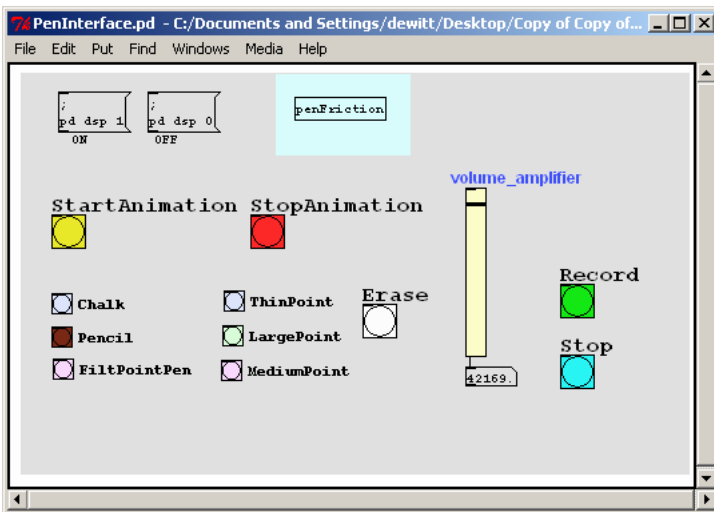 PenInterface.pd - C:/Documents and Settings/dewitt/Desktop/Copy of Copy of...
File Edit Put Find Windows Media Help
;
pd dsp 1
ON
;
pd dsp 0
OFF
penFriction
volume_amplifier
StartAnimation
StopAnimation
Record
Chalk
ThinPoint
Erase
Pencil
LargePoint
Stop
FiltPointPen
MediumPoint
42169.